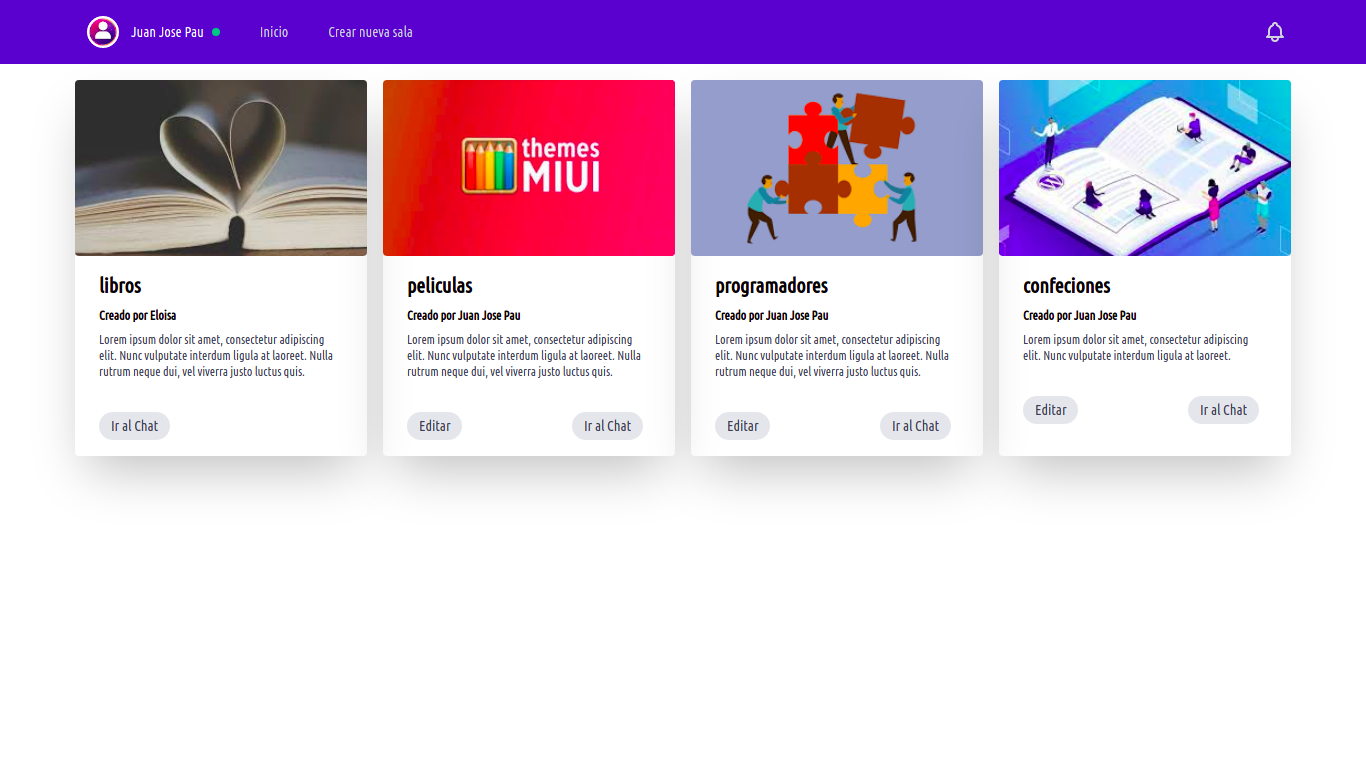 Juan Jose Pau
Inicio
Crear nueva sala
themes
MIUI
libros
Creado por Eloisa
Lorem ipsum dolor sit amet, consectetur adipiscing
elit. Nunc vulputate interdum ligula at laoreet. Nulla
rutrum neque dui, vel viverra justo luctus quis.
Ir al Chat
peliculas
Creado por Juan Jose Pau
Lorem ipsum dolor sit amet, consectetur adipiscing
elit. Nunc vulputate interdum ligula at laoreet. Nulla
rutrum neque dui, vel viverra justo luctus quis.
Editar
Ir al Chat
programadores
Creado por Juan Jose Pau
Lorem ipsum dolor sit amet, consectetur adipiscing
elit. Nunc vulputate interdum ligula at laoreet. Nulla
rutrum neque dui, vel viverra justo luctus quis.
Editar
Ir al Chat
confeciones
Creado por Juan Jose Pau
Lorem ipsum dolor sit amet, consectetur adipiscing
elit. Nunc vulputate interdum ligula at laoreet.
Editar
Ir al Chat